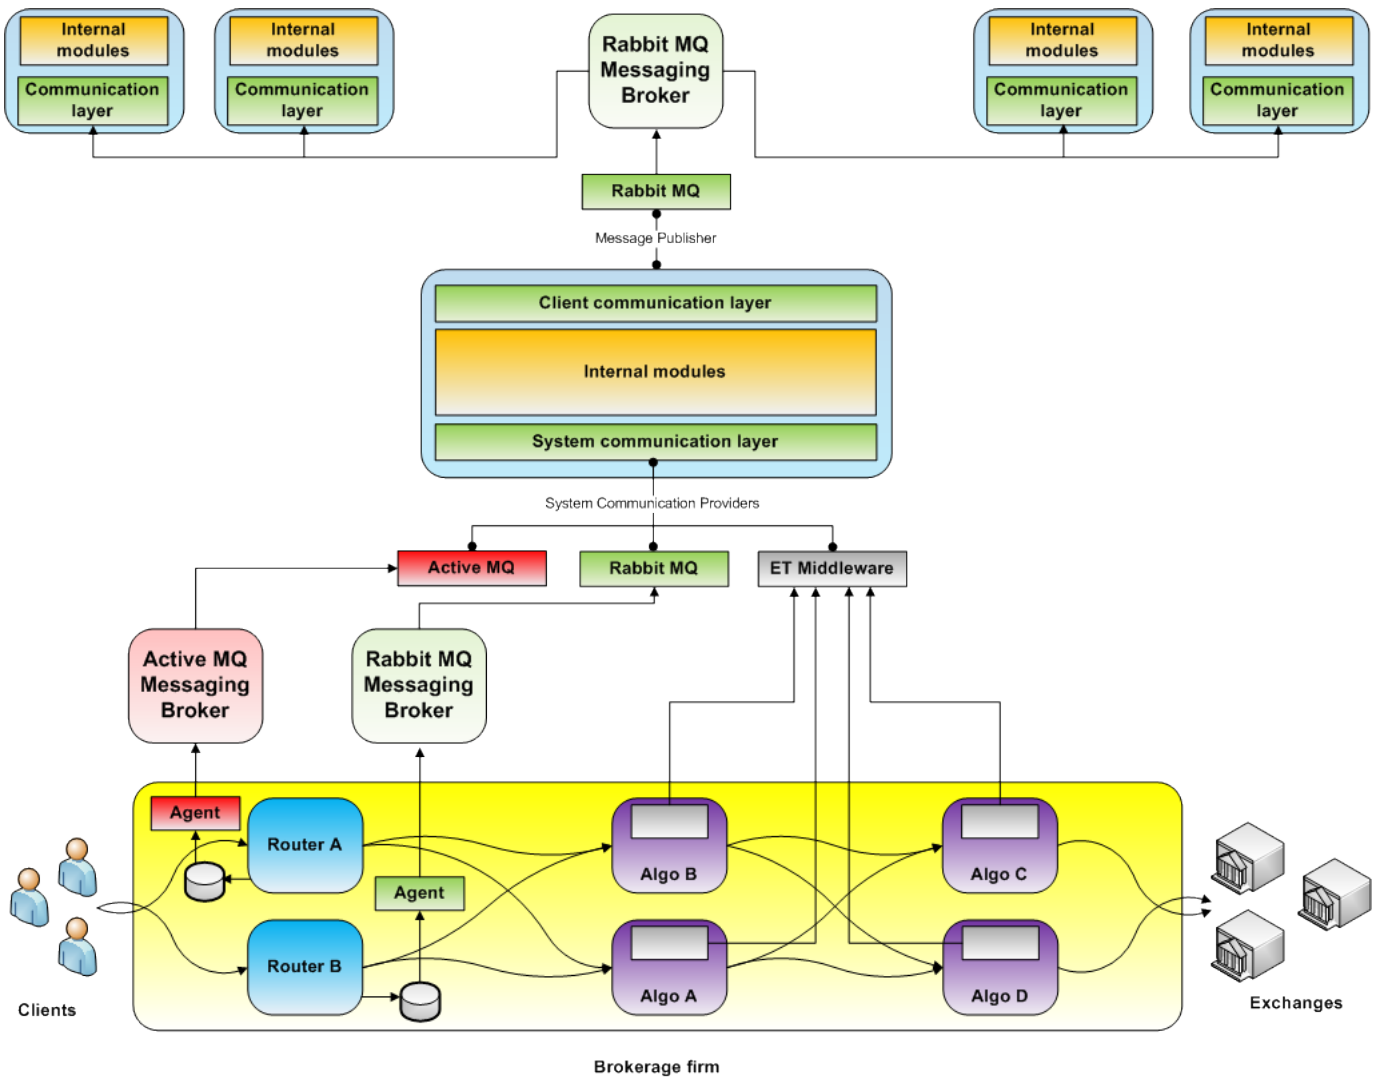 Internal
modules
Communication
layer
Internal
modules
Communication
layer
Rabbit MQ
Messaging
Broker
Internal
modules
Communication
layer
Internal
modules
Communication
layer
Rabbit MQ
Message Publisher
Client communication layer
Internal modules
System communication layer
System Communication Providers
Active MQ
Rabbit MQ
ET Middleware
Active MQ
Messaging
Broker
Rabbit MQ
Messaging
Broker
Agent
Router A
Agent
Router B
Algo B
Algo A
Algo C
Algo D
Clients
Exchanges
Brokerage firm